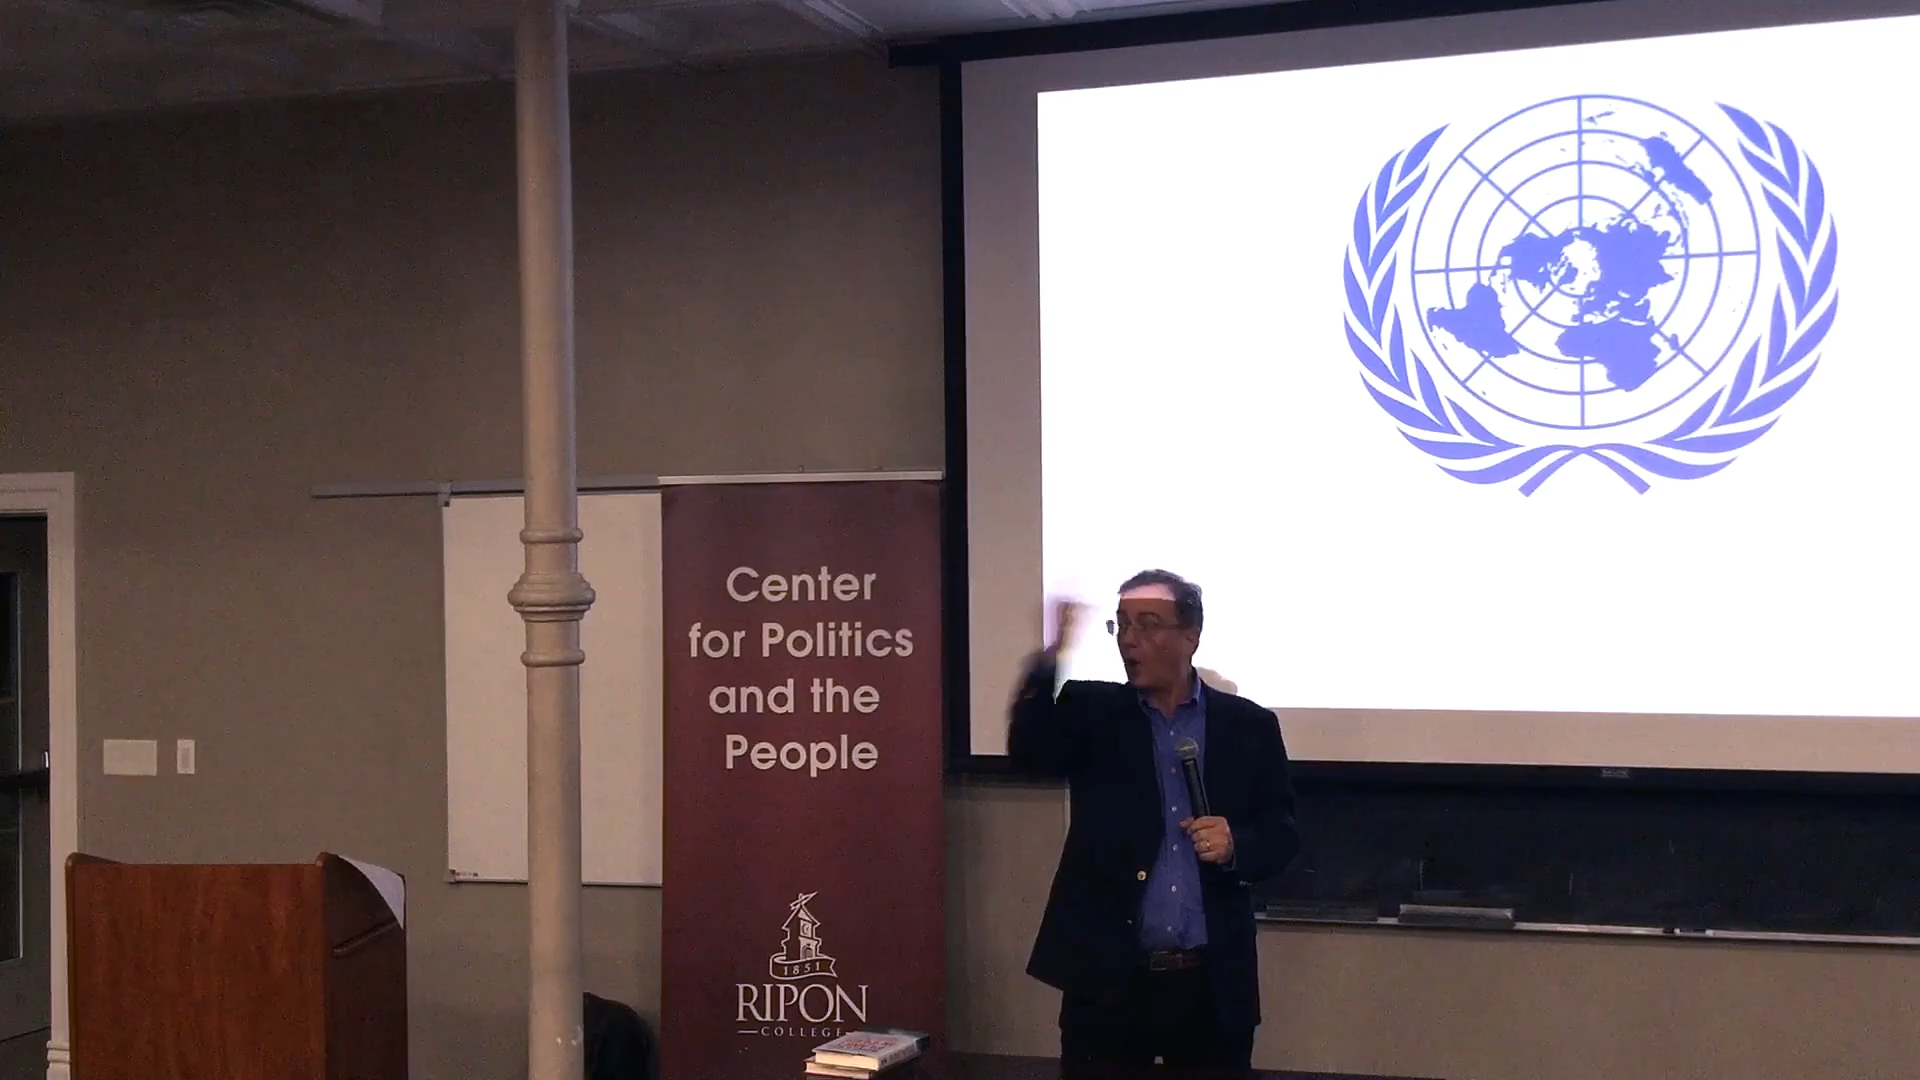 Center
for Politics
and the
People
1851
RIPON
COLLEGE